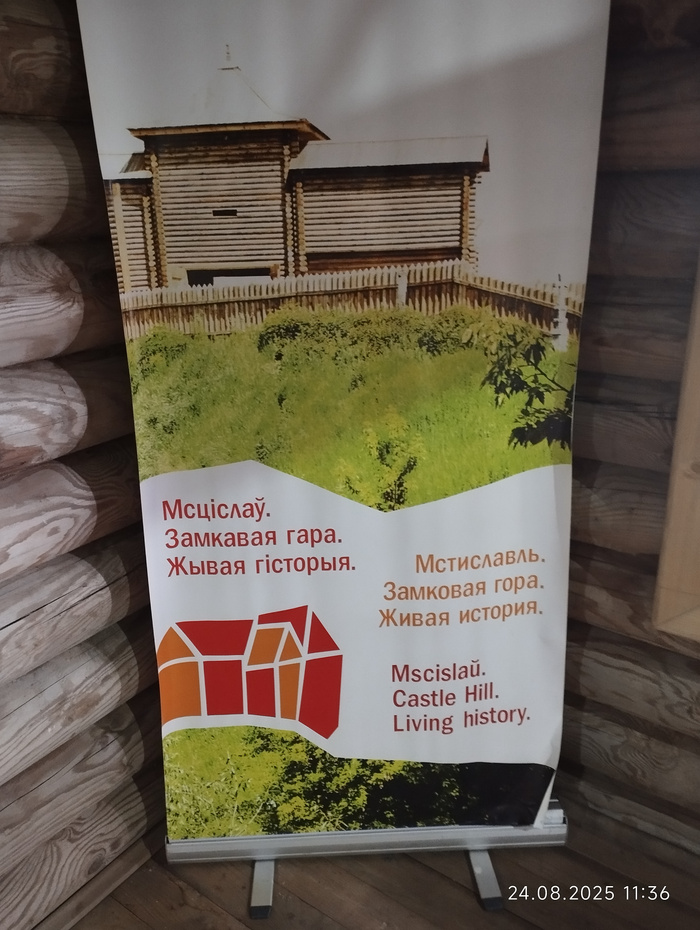 Мсціслаў.
Замкавая гара.
Жывая гісторыя.
Мстиславль.
Замковая гора.
Живая история.
Mscislaŭ.
Castle Hill.
Living history.
24.08.2025 11:36